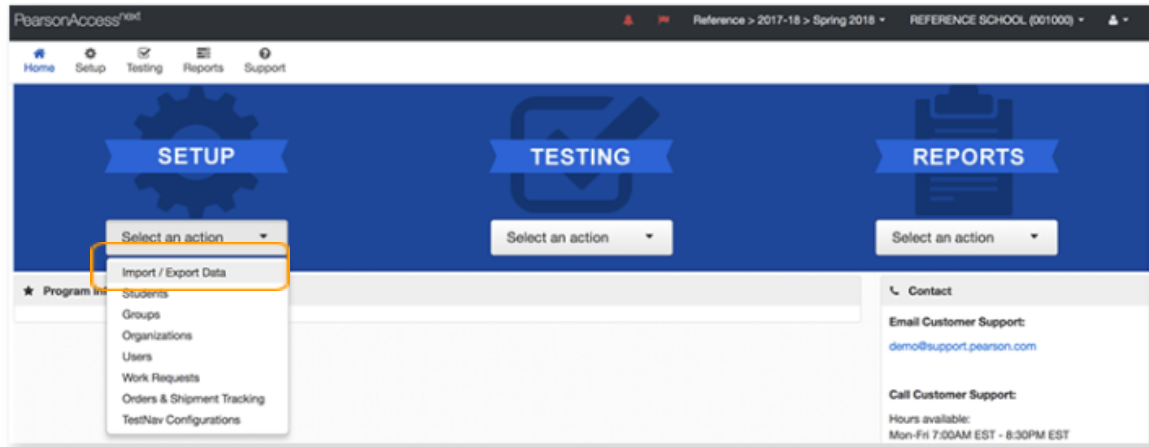 PearsonAccessnext
Reference > 2017-18 > Spring 2018
REFERENCE SCHOOL (001000)
Home
Setup
Testing
Reports
Support
SETUP
TESTING
REPORTS
Select an action
Select an action
Select an action
Import / Export Data
Students
Groups
Organizations
Users
Work Requests
Orders & Shipment Tracking
TestNav Configurations
Program
Contact
Email Customer Support:
demo@support.pearson.com
Call Customer Support:
Hours available:
Mon-Fri 7:00AM EST - 8:30PM EST